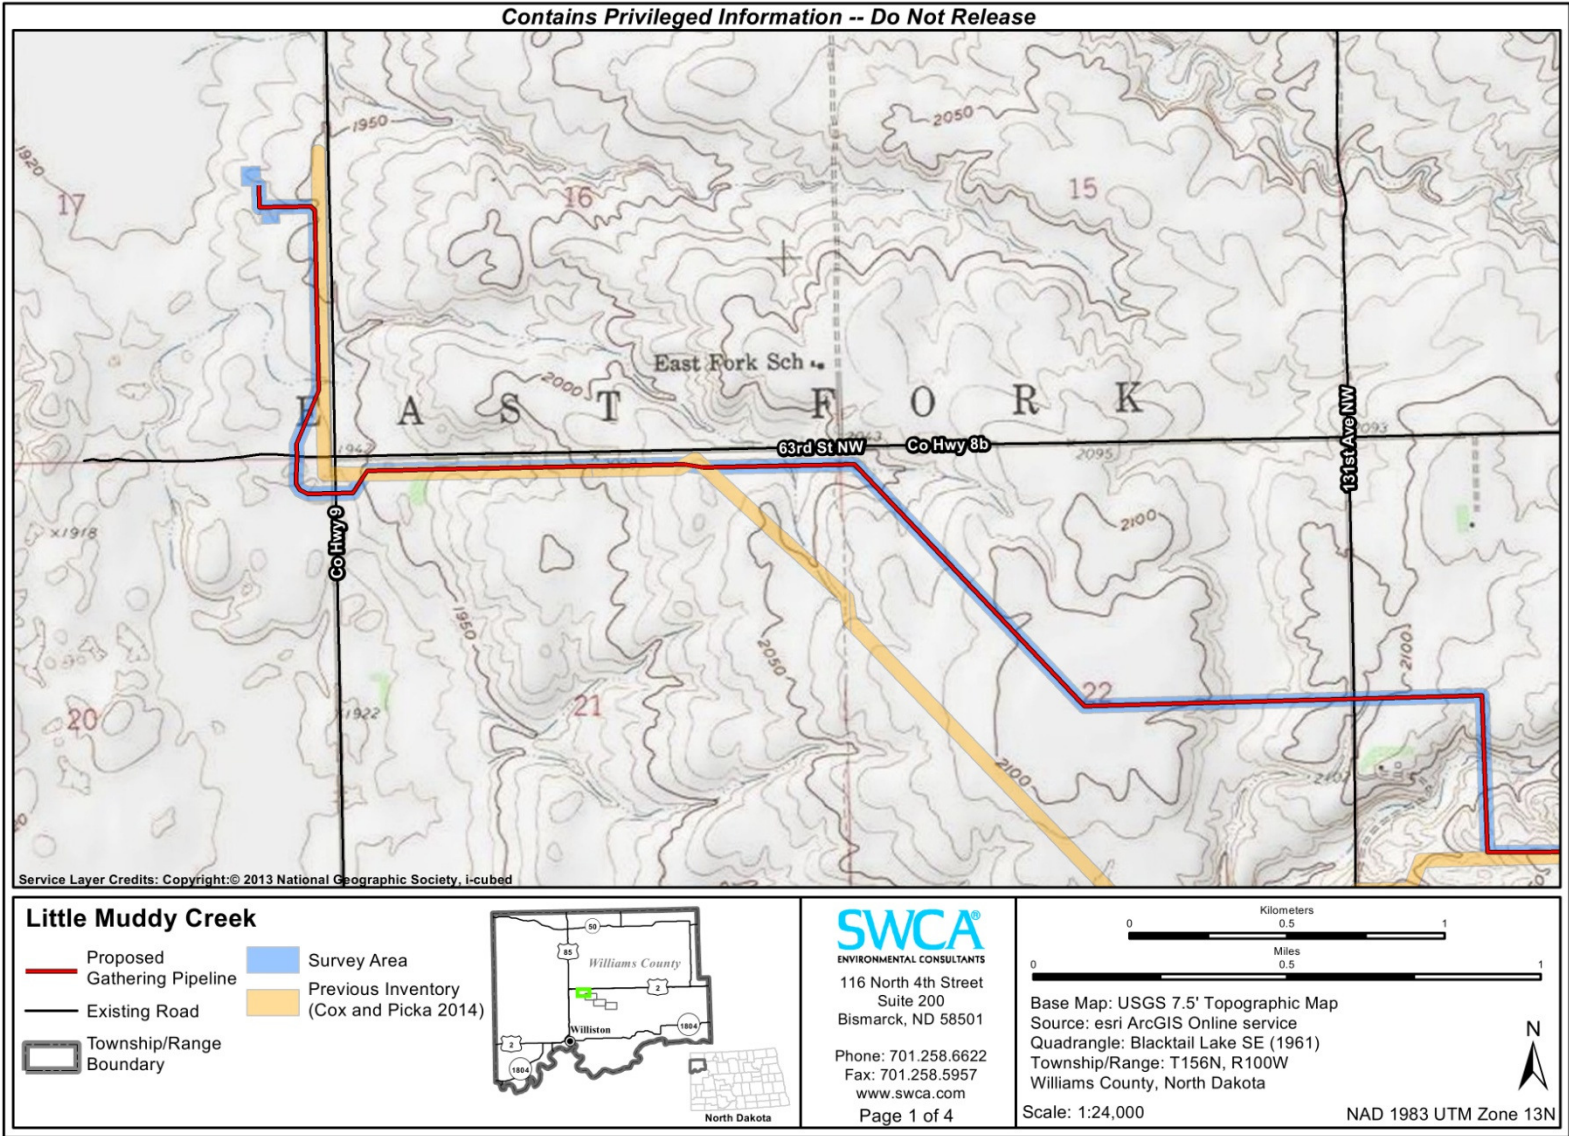 Contains Privileged Information -- Do Not Release
1950
2050
1920
17
16
15
East Fork Sch
2000
E A S T F O R K
2093
1947
63rd St NW
Co Hwy 8b
2095
131st Ave NW
Co Hwy 9
x1918
2100
1950
2050
2100
22
20
x1922
21
2100
Service Layer Credits: Copyright:© 2013 National Geographic Society, i-cubed
Little Muddy Creek
Proposed
Gathering Pipeline
Existing Road
Township/Range
Boundary
Survey Area
Previous Inventory
(Cox and Picka 2014)
50
85
Williams County
2
Williston
2
1804
1804
North Dakota
SWCA®
ENVIRONMENTAL CONSULTANTS
116 North 4th Street
Suite 200
Bismarck, ND 58501
Phone: 701.258.6622
Fax: 701.258.5957
www.swca.com
Page 1 of 4
Kilometers
0 0.5 1
Miles
0 0.5 1
Base Map: USGS 7.5' Topographic Map
Source: esri ArcGIS Online service
Quadrangle: Blacktail Lake SE (1961)
Township/Range: T156N, R100W
Williams County, North Dakota
N
Scale: 1:24,000
NAD 1983 UTM Zone 13N